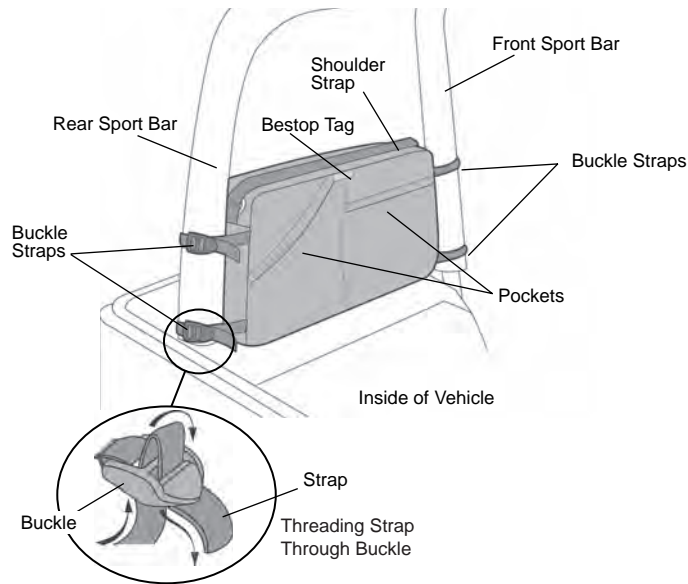 Front Sport Bar
Shoulder
Strap
Bestop Tag
Rear Sport Bar
Buckle Straps
Buckle
Straps
Pockets
Inside of Vehicle
Strap
Buckle
Threading Strap
Through Buckle